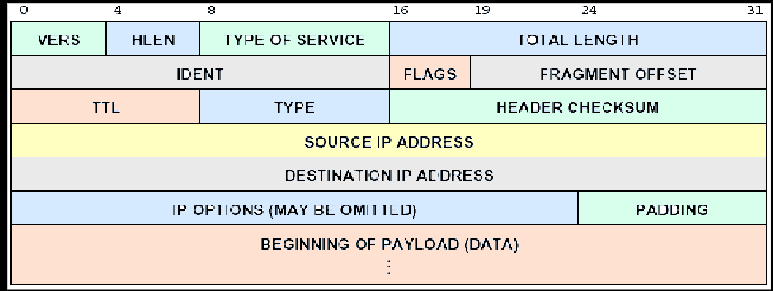 0 4 8 16 19 24 31
VERS HLEN TYPE OF SERVICE TOTAL LENGTH
IDENT FLAGS FRAGMENT OFFSET
TTL TYPE HEADER CHECKSUM
SOURCE IP ADDRESS
DESTINATION IP ADDRESS
IP OPTIONS (MAY BE OMITTED) PADDING
BEGINNING OF PAYLOAD (DATA)
⋮